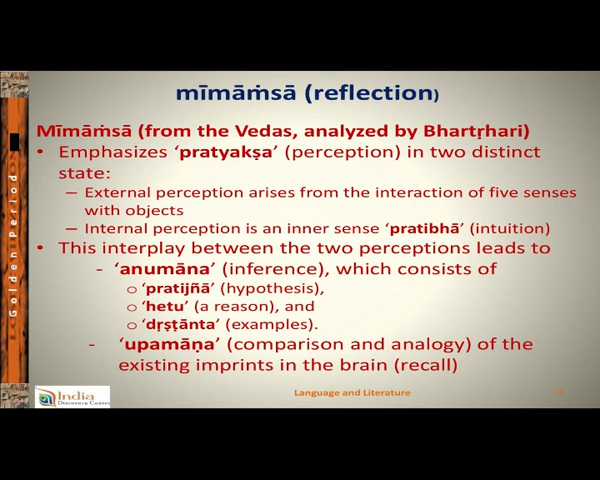 mīmāṁsā (reflection)
Mīmāṁsā (from the Vedas, analyzed by Bhartṛhari)
• Emphasizes ‘pratyakṣa’ (perception) in two distinct
state:
– External perception arises from the interaction of five senses
with objects
– Internal perception is an inner sense ‘pratibhā’ (intuition)
• This interplay between the two perceptions leads to
- ‘anumāna’ (inference), which consists of
o ‘pratijñā’ (hypothesis),
o ‘hetu’ (a reason), and
o ‘dṛṣṭānta’ (examples).
- ‘upamāṇa’ (comparison and analogy) of the
existing imprints in the brain (recall)
Golden Period
India
Discovery Center
Language and Literature